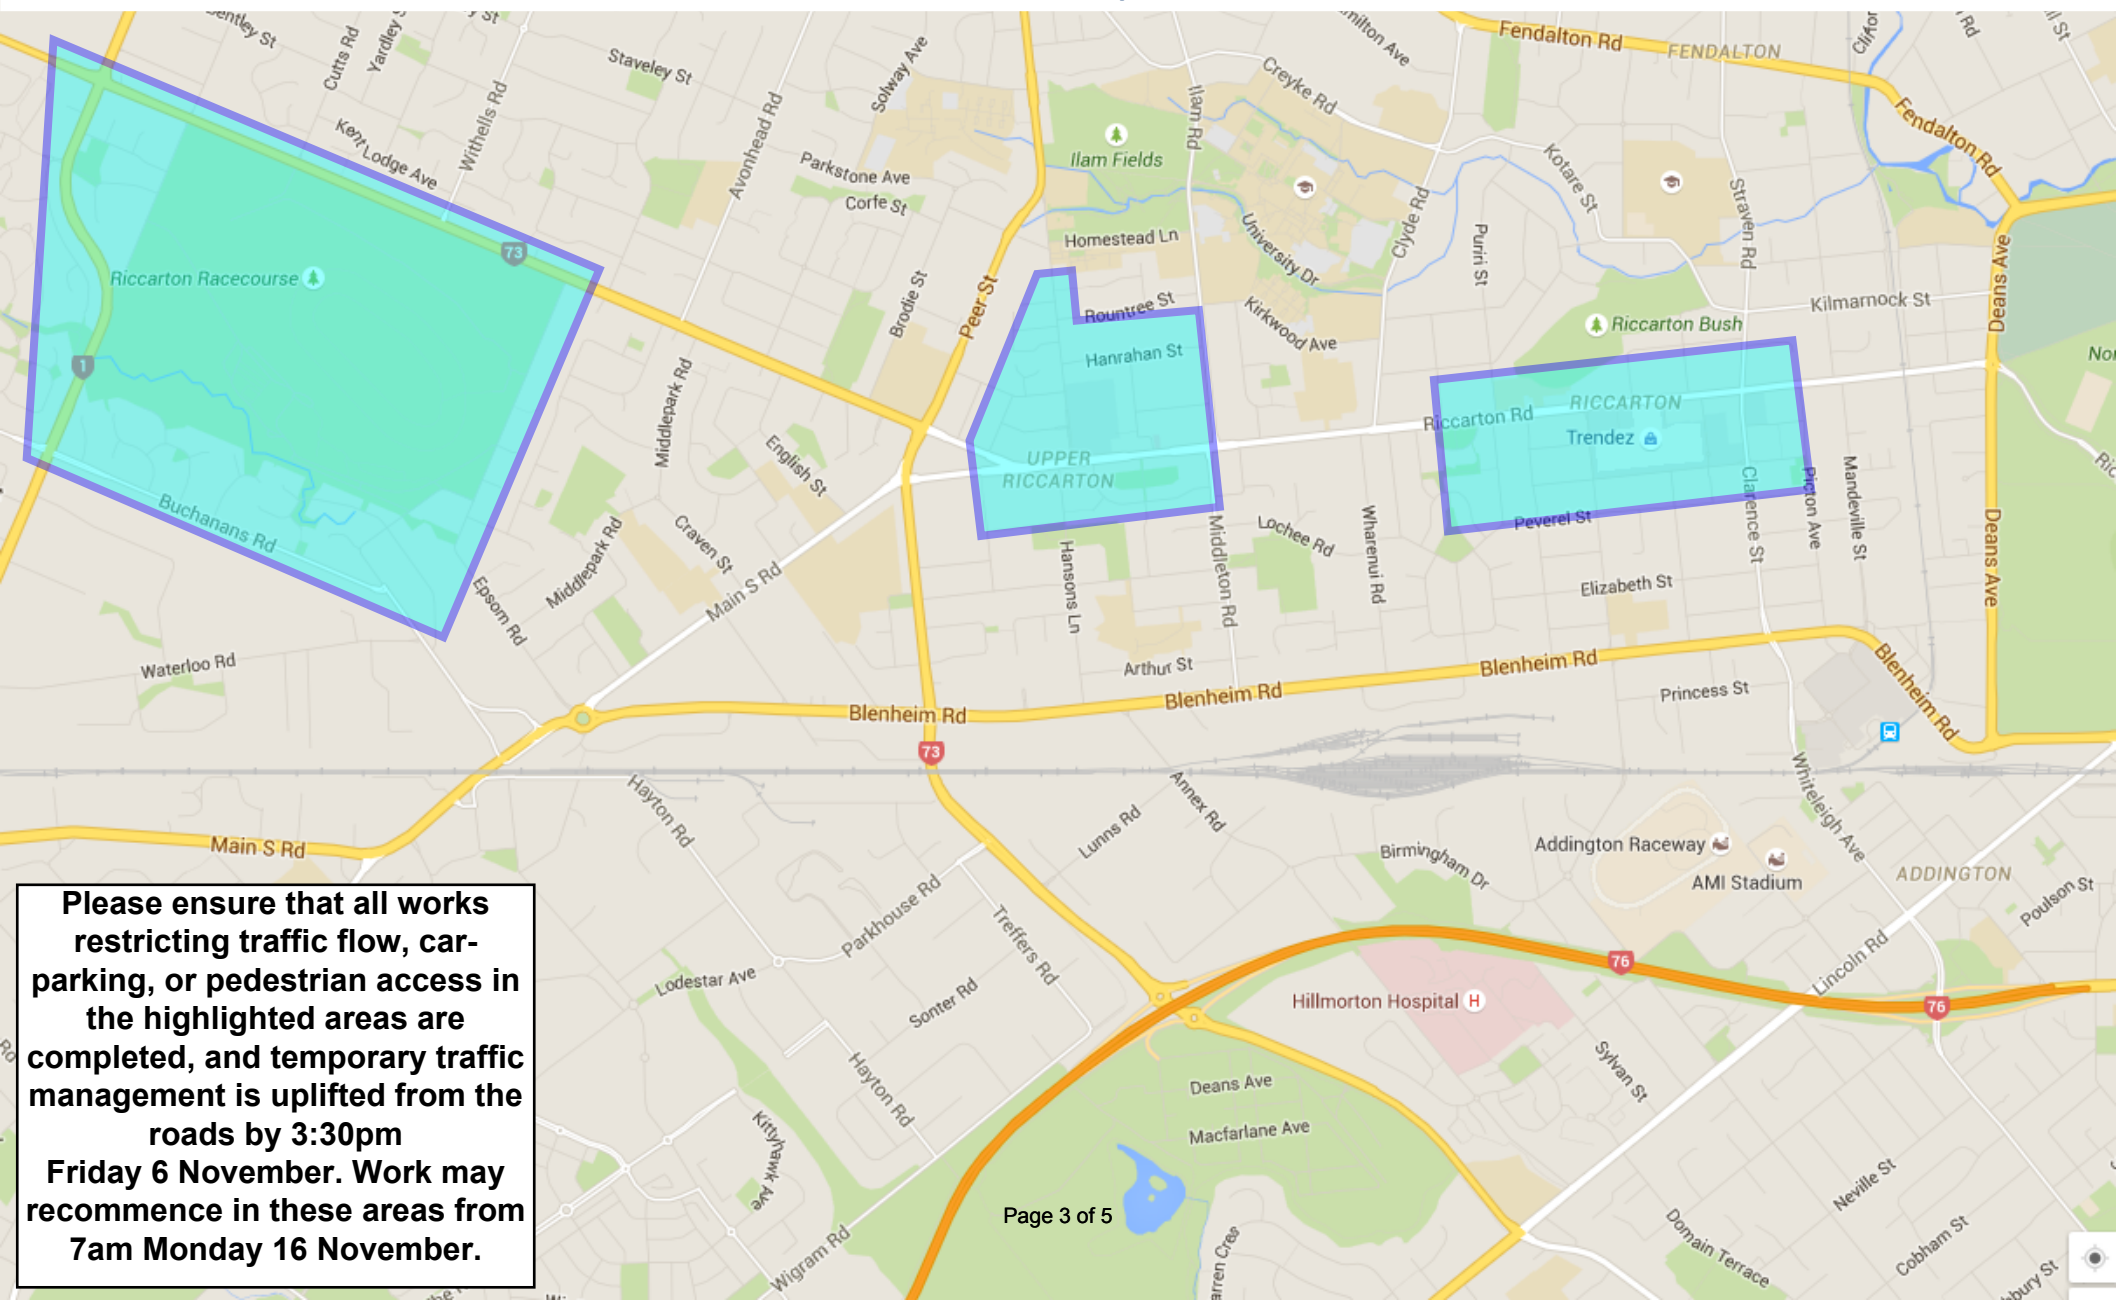 Bentley St
Cutts Rd
Yardley
y St
Staveley St
Solway Ave
Hamilton Ave
Fendalton Rd
FENDALTON
Rd
St
Withells Rd
Kent Lodge Ave
Avonhead Rd
Parkstone Ave
Corfe St
Ilam Fields
Ilam Rd
Creyke Rd
Kotare St
Fendalton Rd
Straven Rd
Homestead Ln
University Dr
Clyde Rd
Puriri St
73
Riccarton Racecourse
Brodie St
Peer St
Rountree St
Kirkwood Ave
Kilmarnock St
Deans Ave
Riccarton Bush
Hanrahan St
1
Middlepark Rd
RICCARTON
Riccarton Rd
Trendez
English St
UPPER
RICCARTON
Buchanans Rd
Craven St
Middlepark Rd
Epsom Rd
Main S Rd
Hansons Ln
Middleton Rd
Lochee Rd
Wharenui Rd
Peverel St
Clarence St
Picton Ave
Mandeville St
Deans Ave
Elizabeth St
Waterloo Rd
Arthur St
Blenheim Rd
Blenheim Rd
Blenheim Rd
Princess St
Blenheim Rd
73
Hayton Rd
Annex Rd
Whiteleigh Ave
Lunns Rd
Main S Rd
Birmingham Dr
Addington Raceway
AMI Stadium
ADDINGTON
Poulson St
Parkhouse Rd
Treffers Rd
Lodestar Ave
Sonter Rd
Hillmorton Hospital H
76
Lincoln Rd
76
Hayton Rd
Sylvan St
Deans Ave
Macfarlane Ave
Kittyhawk Ave
Wigram Rd
Neville St
Domain Terrace
Cobham St
Please ensure that all works
restricting traffic flow, car-
parking, or pedestrian access in
the highlighted areas are
completed, and temporary traffic
management is uplifted from the
roads by 3:30pm
Friday 6 November. Work may
recommence in these areas from
7am Monday 16 November.
Page 3 of 5